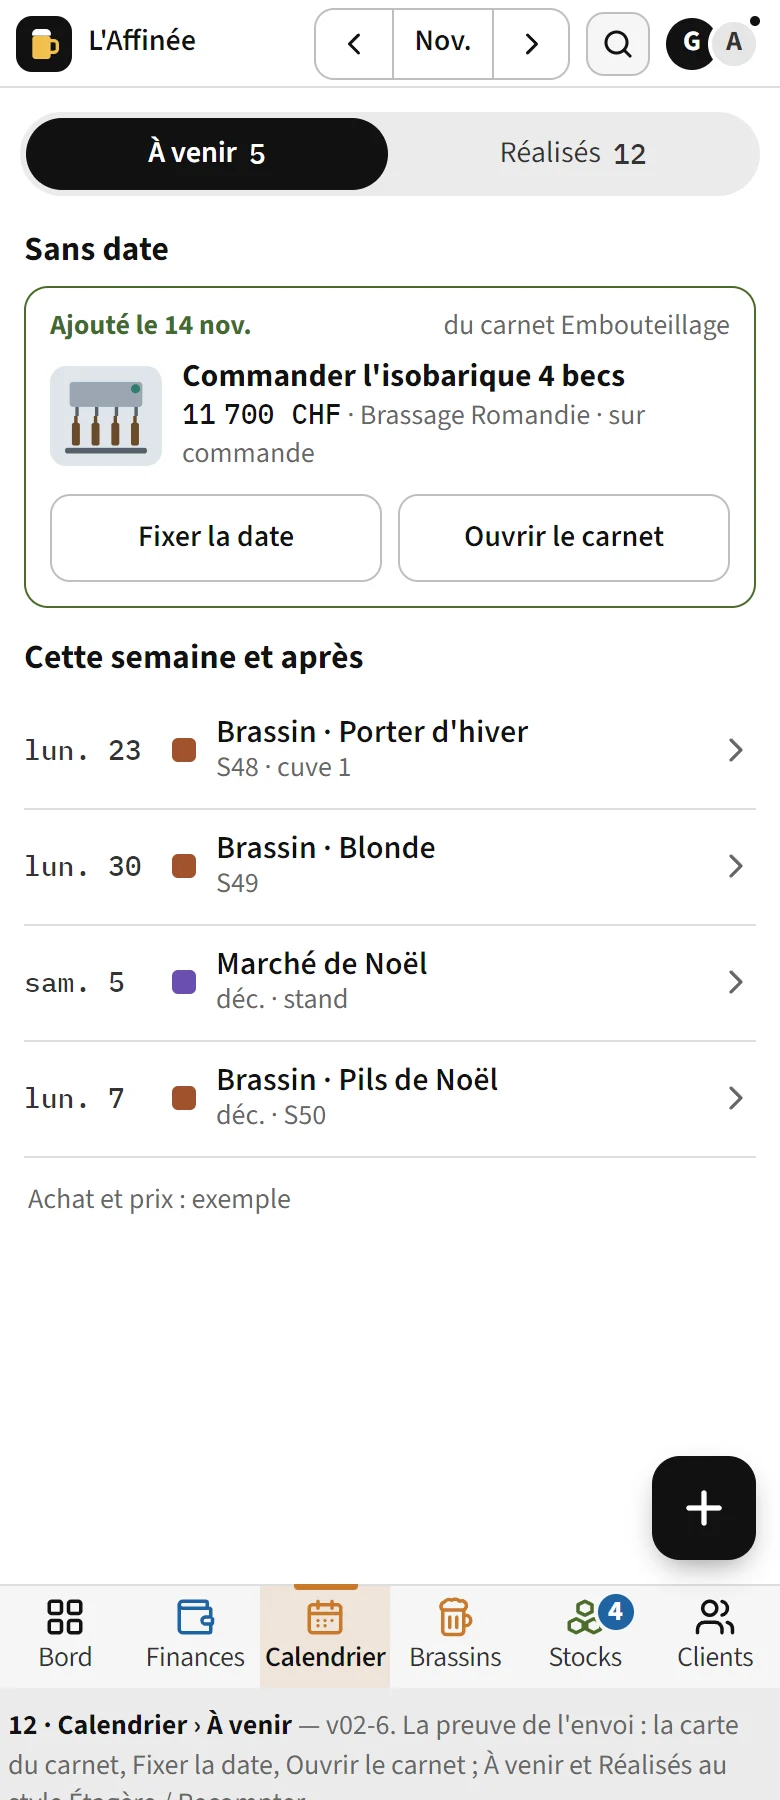 L'Affinée
Nov.
G
A
À venir 5
Réalisés 12
Sans date
Ajouté le 14 nov.
du carnet Embouteillage
Commander l'isobarique 4 becs
11 700 CHF · Brassage Romandie · sur
commande
Fixer la date
Ouvrir le carnet
Cette semaine et après
lun. 23
Brassin · Porter d'hiver
S48 · cuve 1
lun. 30
Brassin · Blonde
S49
sam. 5
Marché de Noël
déc. · stand
lun. 7
Brassin · Pils de Noël
déc. · S50
Achat et prix : exemple
4
Bord
Finances
Calendrier
Brassins
Stocks
Clients
12 · Calendrier › À venir — v02-6. La preuve de l'envoi : la carte
du carnet, Fixer la date, Ouvrir le carnet ; À venir et Réalisés au
style Étagère / Recompter